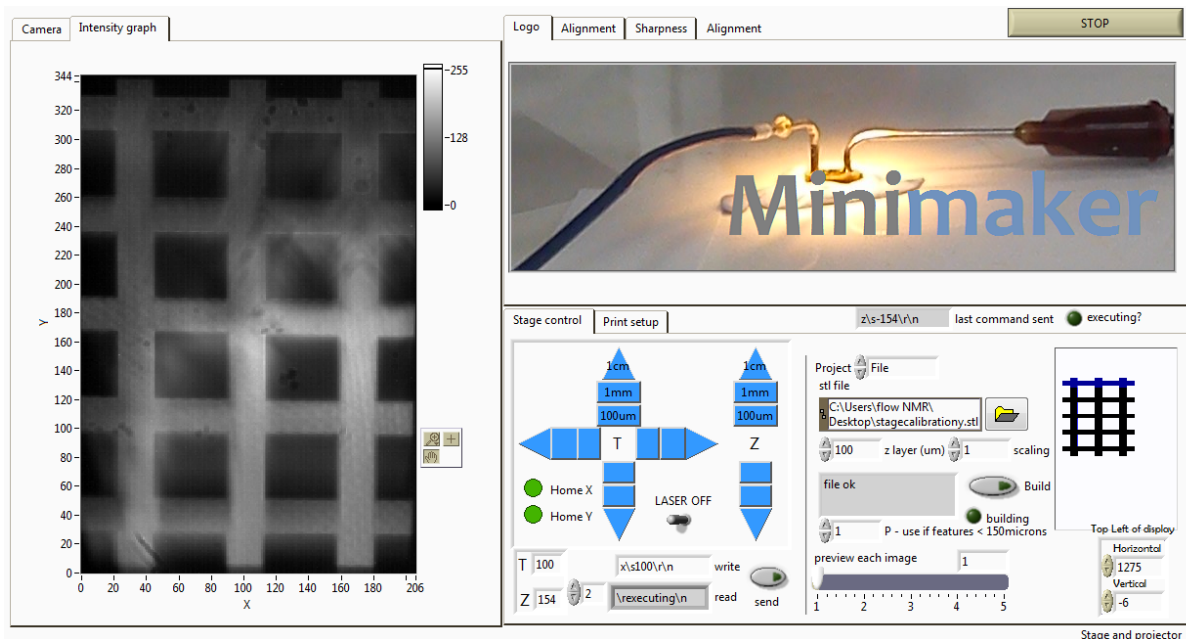 Camera
Intensity graph
344
320
300
280
260
240
220
200
180
160
140
120
100
80
60
40
20
0
Y
0 20 40 60 80 100 120 140 160 180 206
X
255
128
0
Logo
Alignment
Sharpness
Alignment
STOP
Minimaker
Stage control
Print setup
z\s-154\r\n
last command sent
executing?
1cm
1mm
100um
T
1cm
1mm
100um
Z
Home X
Home Y
LASER OFF
T 100
Z 154
2
x\s100\r\n
write
\rexecuting\n
read
send
Project
File
stl file
C:\Users\flow NMR\
Desktop\stagecalibrationy.stl
100
z layer (um)
1
scaling
file ok
Build
building
1
P - use if features < 150microns
preview each image
1
1 2 3 4 5
Top Left of display
Horizontal
1275
Vertical
-6
Stage and projector